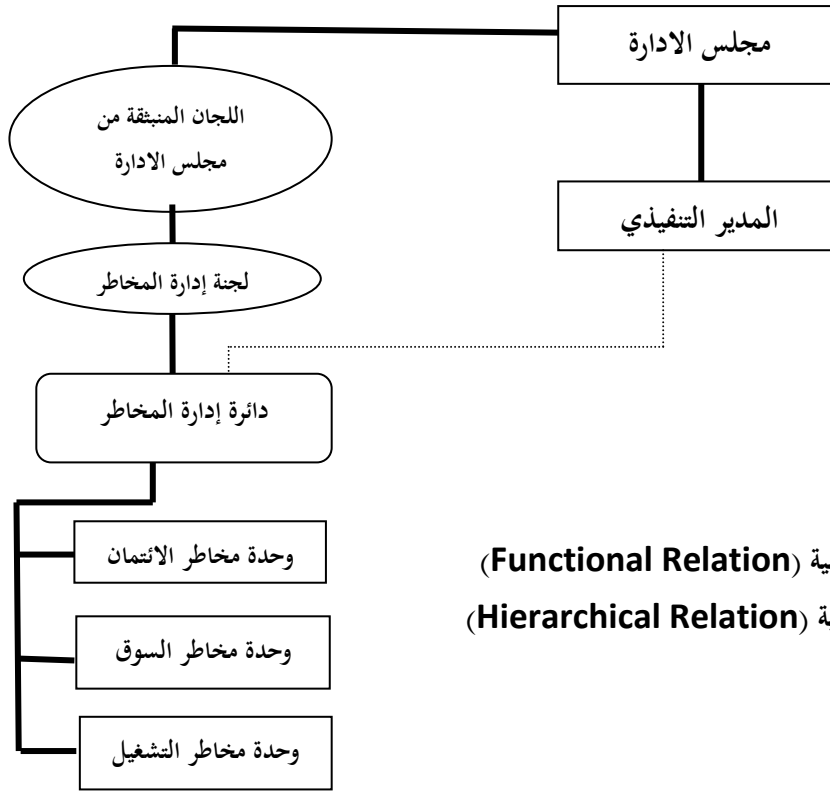 مجلس الادارة
اللجان المنبثقة من
مجلس الادارة
المدير التنفيذي
لجنة إدارة المخاطر
دائرة إدارة المخاطر
وحدة مخاطر الائتمان
(Functional Relation)
وحدة مخاطر السوق
(Hierarchical Relation)
وحدة مخاطر التشغيل